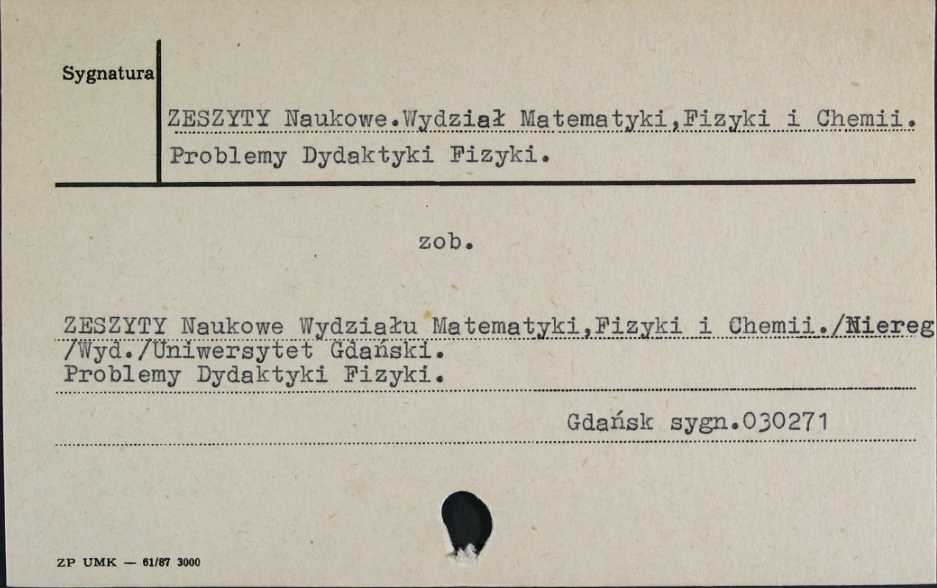 Sygnatura
ZESZYTY Naukowe.Wydział Matematyki,Fizyki i Chemii.
Problemy Dydaktyki Fizyki.
zob.
ZESZYTY Naukowe Wydziału Matematyki,Fizyki i Chemii./Niereg
/Wyd./Uniwersytet Gdański.
Problemy Dydaktyki Fizyki.
Gdańsk sygn.030271
ZP UMK — 61/87 3000